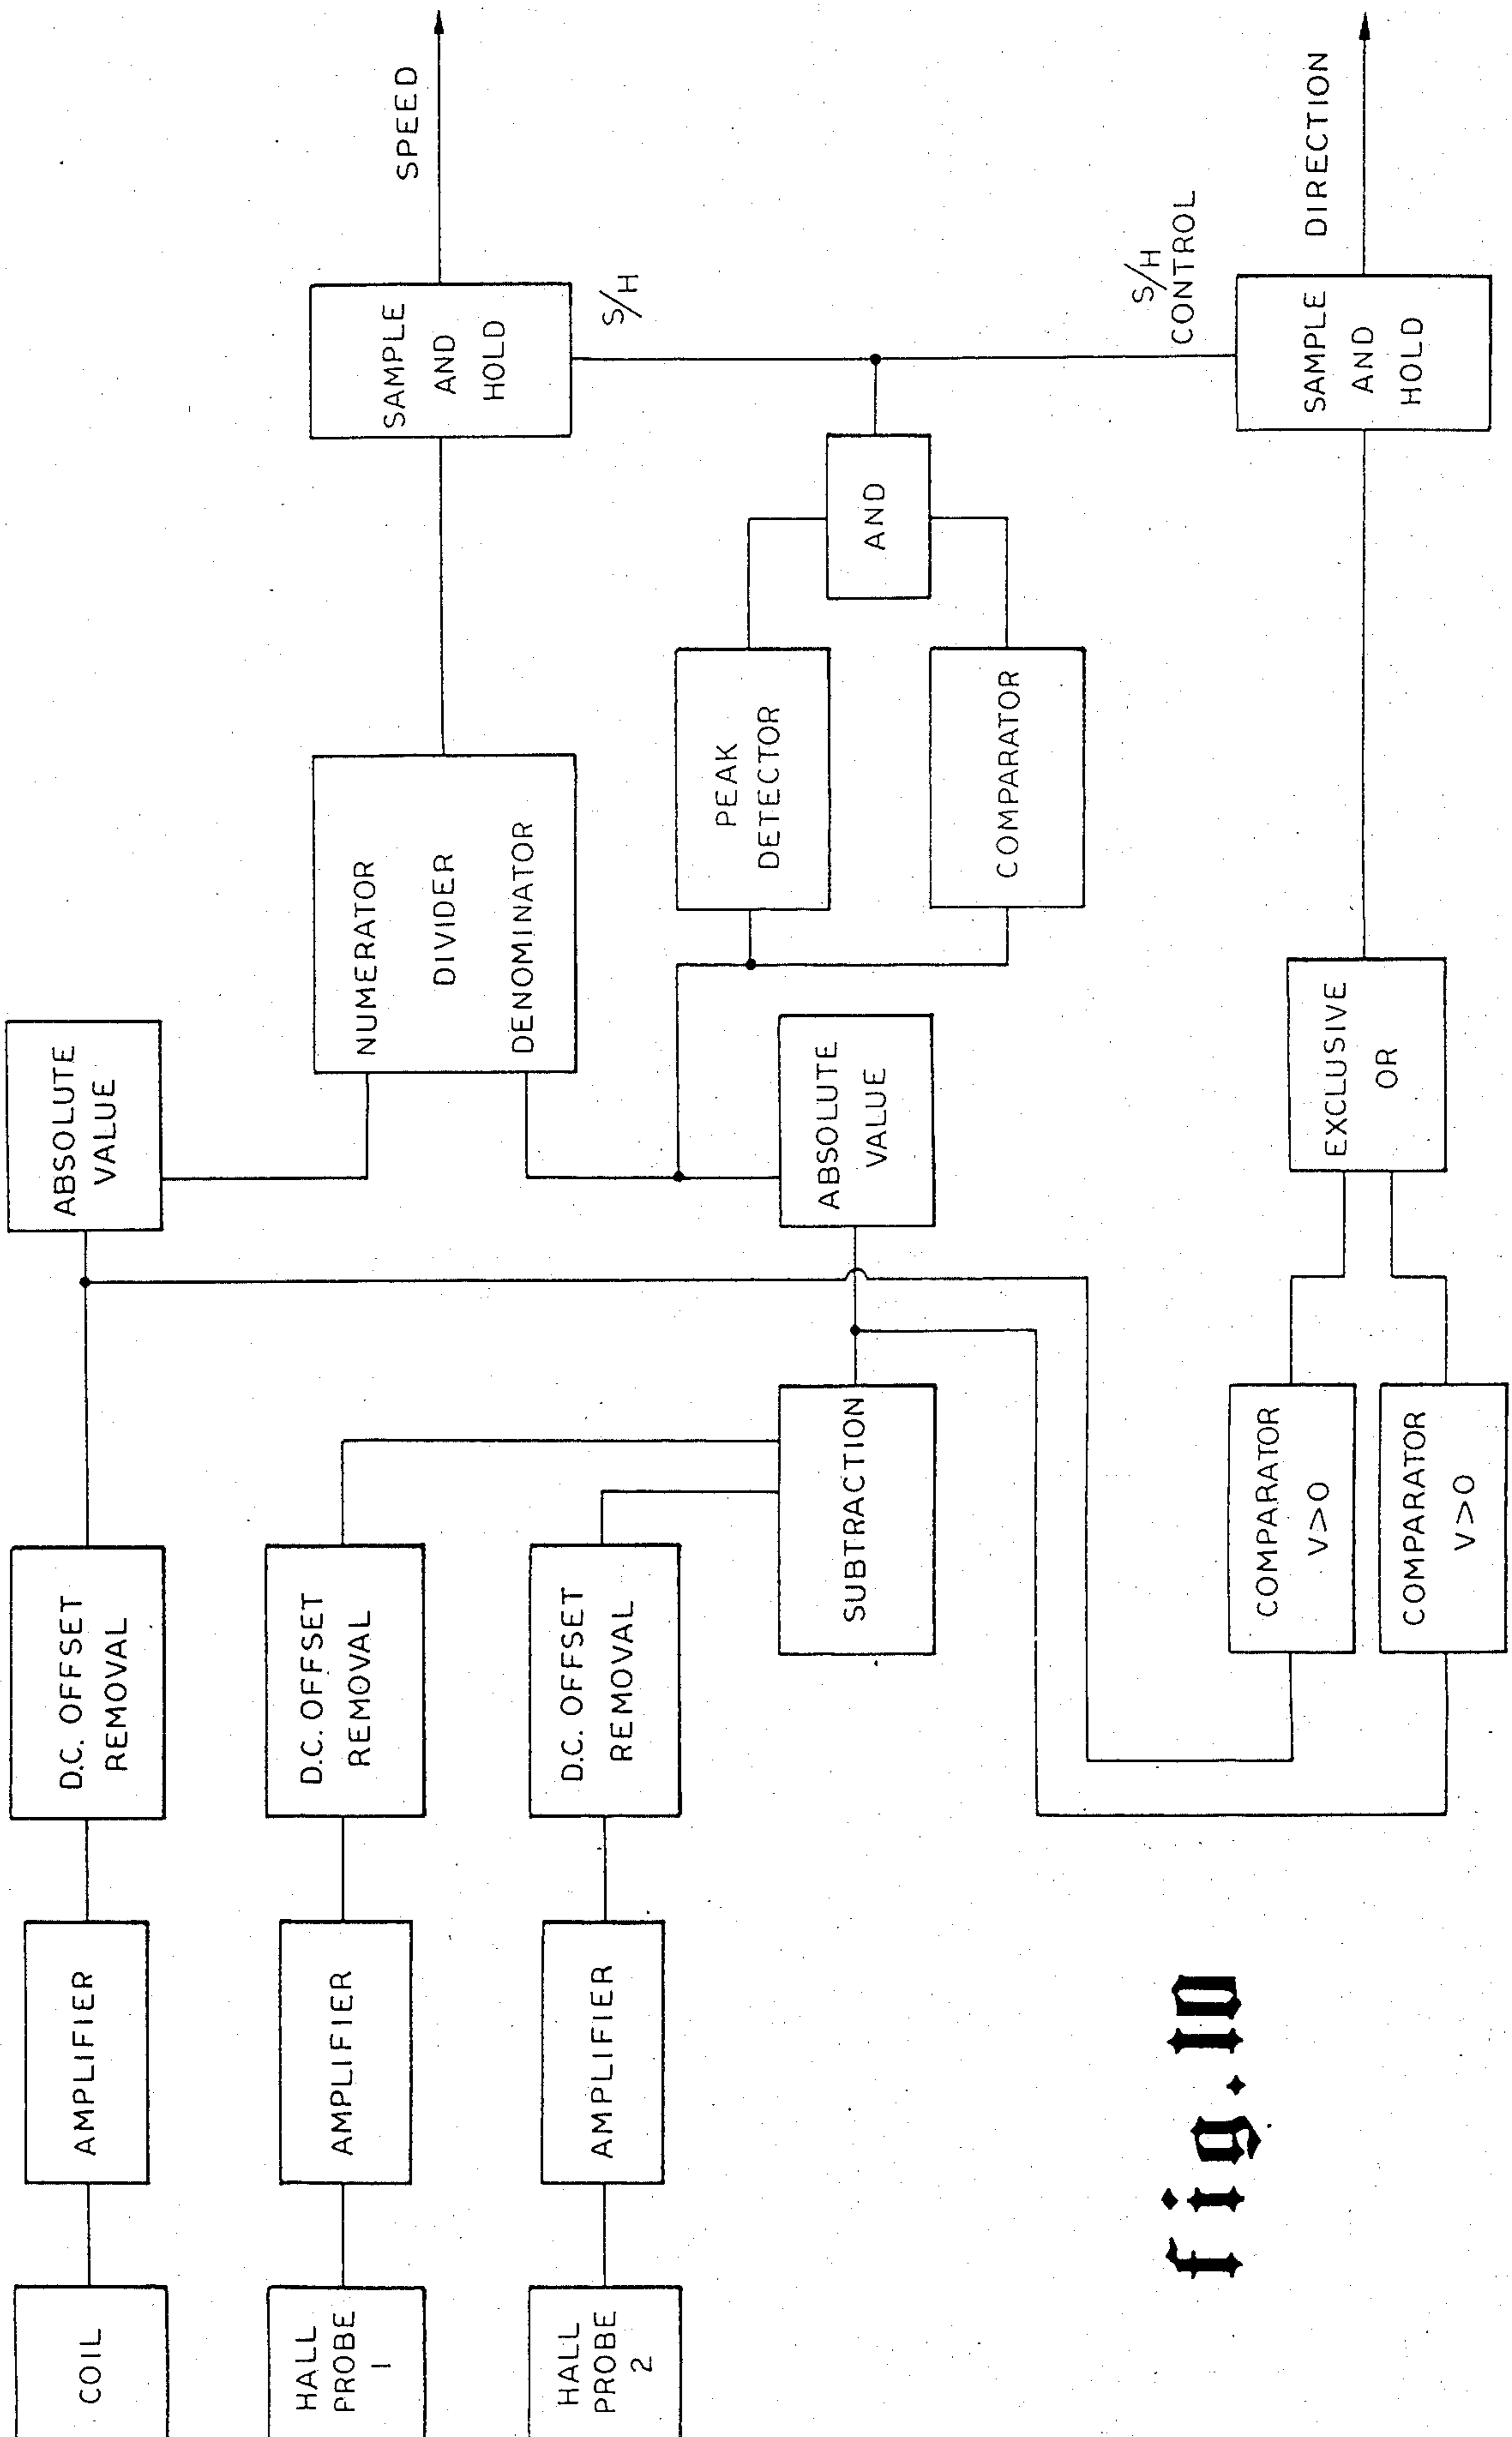 COIL
AMPLIFIER
D.C. OFFSET
REMOVAL
ABSOLUTE
VALUE
HALL
PROBE
1
AMPLIFIER
D.C. OFFSET
REMOVAL
HALL
PROBE
2
AMPLIFIER
D.C. OFFSET
REMOVAL
NUMERATOR
DIVIDER
DENOMINATOR
SAMPLE
AND
HOLD
SPEED
S/H
SUBTRACTION
ABSOLUTE
VALUE
PEAK
DETECTOR
COMPARATOR
AND
S/H
CONTROL
COMPARATOR
V>O
COMPARATOR
V>O
EXCLUSIVE
OR
SAMPLE
AND
HOLD
DIRECTION
fig.10